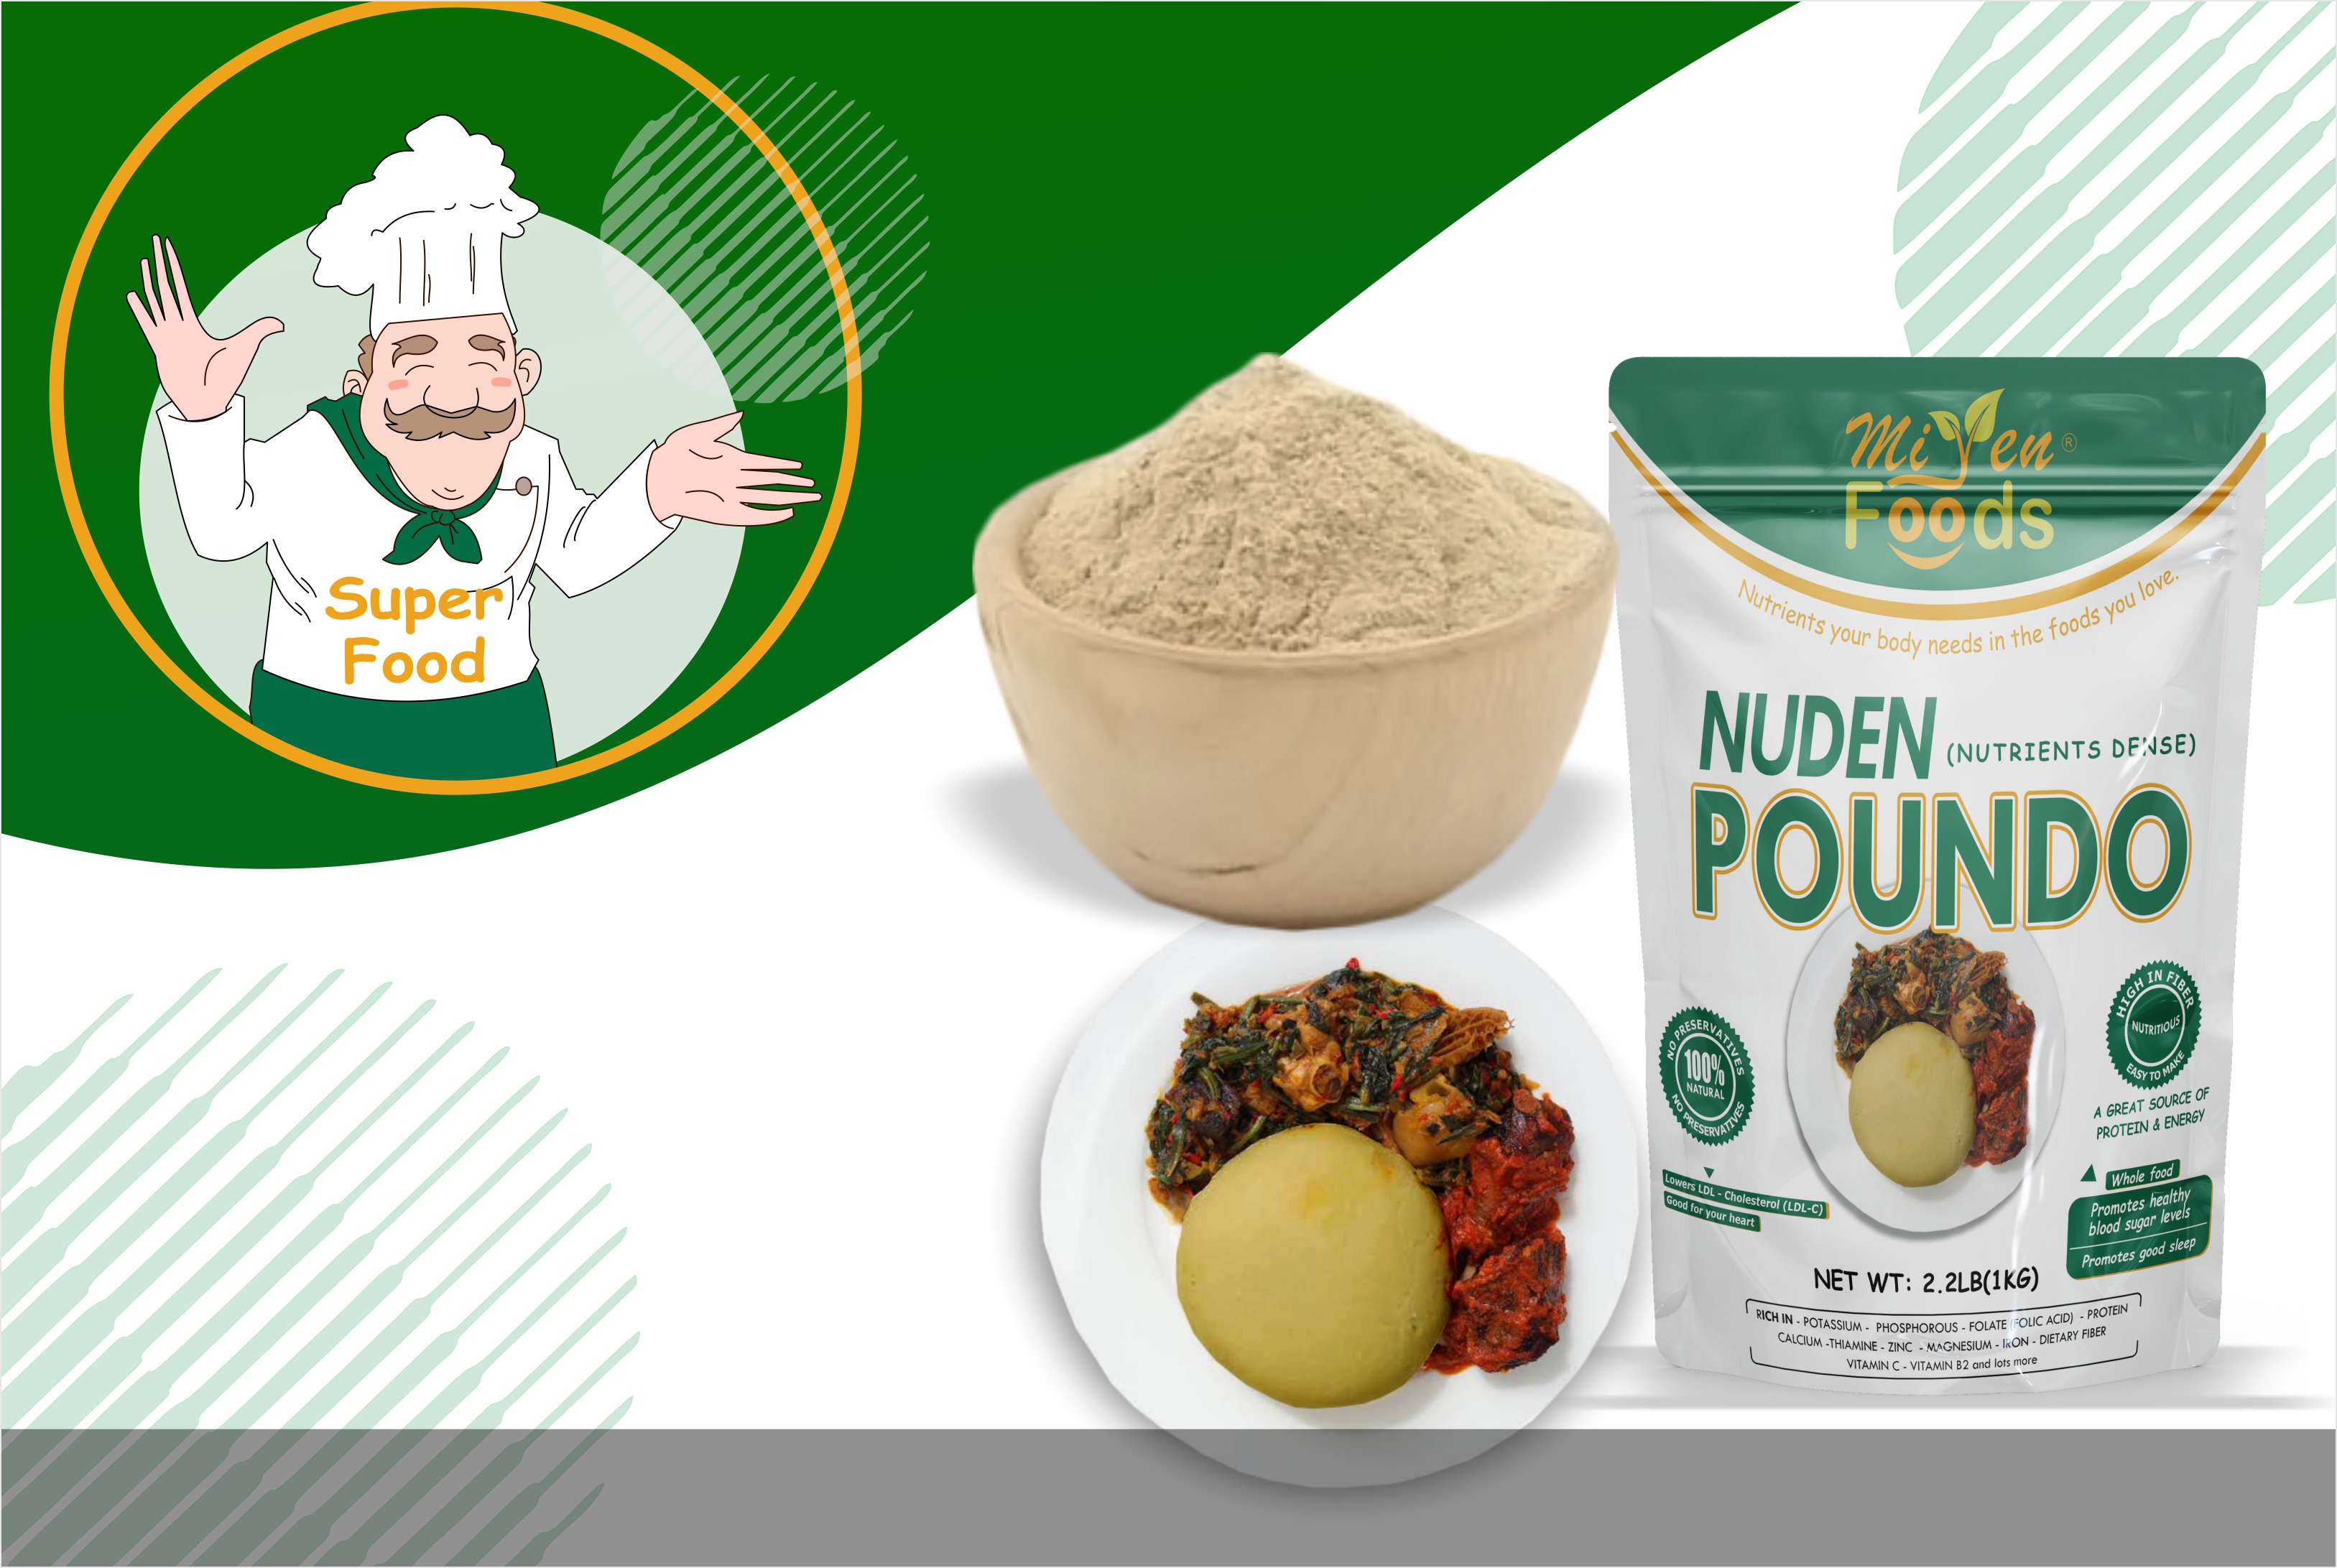 Super
Food
MiYen®
Foods
Nutrients your body needs in the foods you love.
NUDEN (NUTRIENTS DENSE)
POUNDO
NO PRESERVATIVES
100%
NATURAL
NO PRESERVATIVES
HIGH IN FIBER
NUTRITIOUS
EASY TO MAKE
A GREAT SOURCE OF
PROTEIN & ENERGY
Lowers LDL - Cholesterol (LDL-C)
Good for your heart
Whole food
Promotes healthy
blood sugar levels
Promotes good sleep
NET WT: 2.2LB(1KG)
RICH IN - POTASSIUM - PHOSPHOROUS - FOLATE (FOLIC ACID) - PROTEIN
CALCIUM -THIAMINE - ZINC - MAGNESIUM - IRON - DIETARY FIBER
VITAMIN C - VITAMIN B2 and lots more